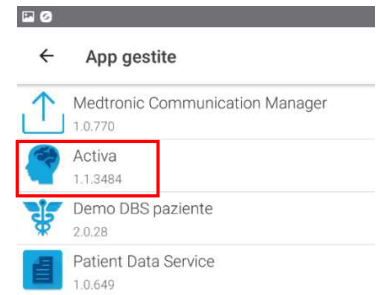 App gestite
Medtronic Communication Manager
1.0.770
Activa
1.1.3484
Demo DBS paziente
2.0.28
Patient Data Service
1.0.649